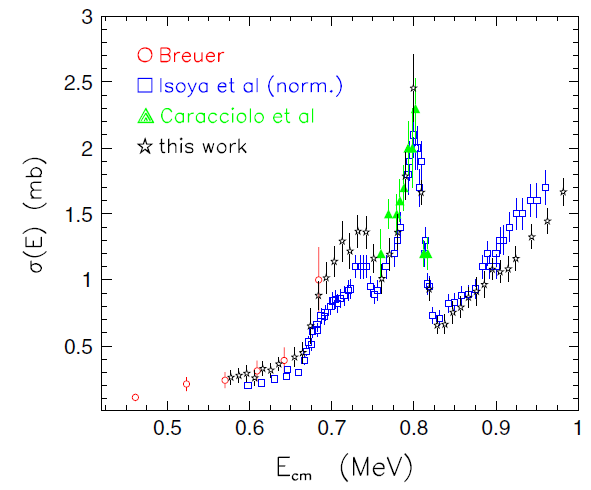 3
2.5
2
1.5
1
0.5
σ(E) (mb)
Breuer
Isoya et al (norm.)
Caracciolo et al
this work
0.5 0.6 0.7 0.8 0.9 1
Ecm (MeV)